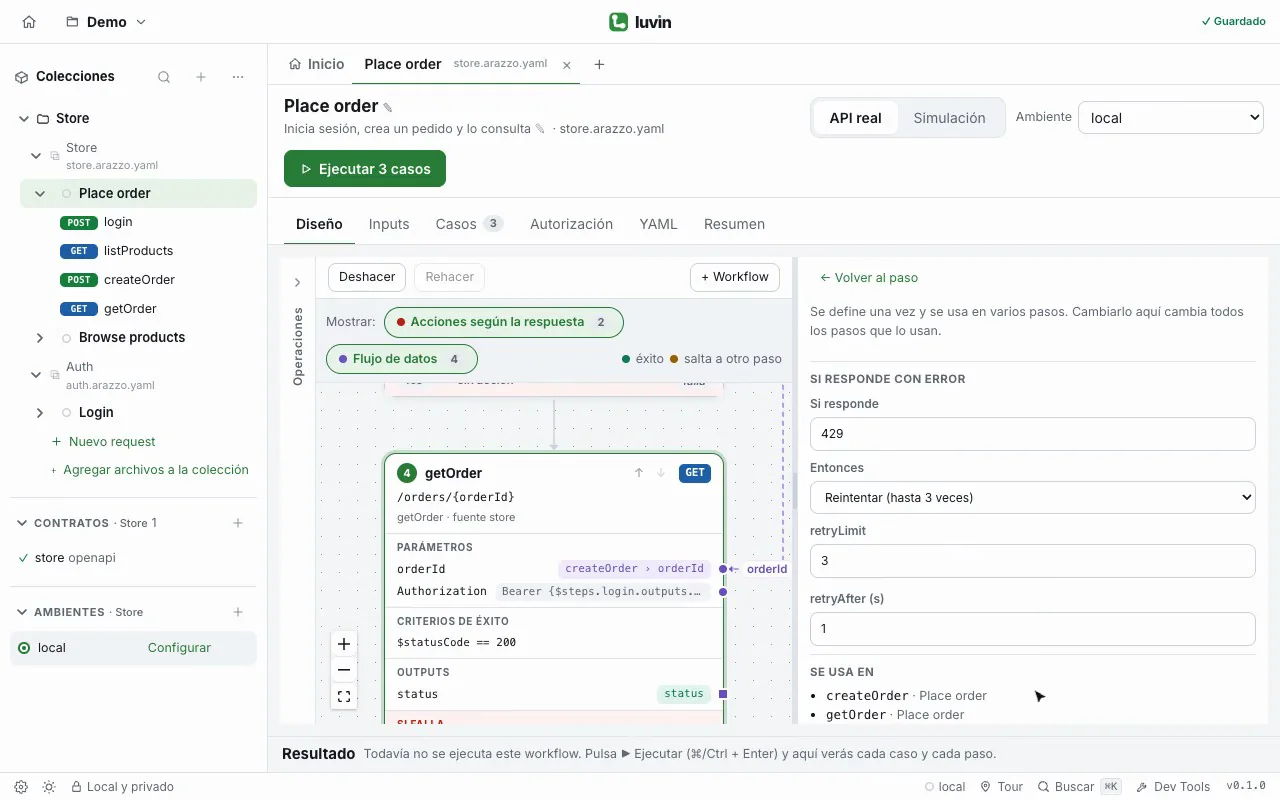 Demo
luvin
Guardado
Colecciones
Inicio
Place order store.arazzo.yaml
Store
Store
store.arazzo.yaml
Place order
POST login
GET listProducts
POST createOrder
GET getOrder
Browse products
Auth
auth.arazzo.yaml
Login
+ Nuevo request
+ Agregar archivos a la colección
CONTRATOS · Store 1
store openapi
AMBIENTES · Store
local Configurar
Place order
Inicia sesión, crea un pedido y lo consulta · store.arazzo.yaml
API real Simulación
Ambiente local
Ejecutar 3 casos
Diseño Inputs Casos 3 Autorización YAML Resumen
Operaciones
Deshacer Rehacer + Workflow
Mostrar: Acciones según la respuesta 2
Flujo de datos 4 éxito salta a otro paso
4 getOrder ↑ ↓ GET
/orders/{orderId}
getOrder · fuente store
PARÁMETROS
orderId createOrder › orderId ← orderId
Authorization Bearer {$steps.login.outputs.…
CRITERIOS DE ÉXITO
$statusCode == 200
OUTPUTS
status status
SI FALLA
← Volver al paso
Se define una vez y se usa en varios pasos. Cambiarlo aquí cambia todos
los pasos que lo usan.
SI RESPONDE CON ERROR
Si responde
429
Entonces
Reintentar (hasta 3 veces)
retryLimit
3
retryAfter (s)
1
SE USA EN
• createOrder · Place order
• getOrder · Place order
Resultado Todavía no se ejecuta este workflow. Pulsa ▶ Ejecutar (⌘/Ctrl + Enter) y aquí verás cada caso y cada paso.
Local y privado
local Tour Buscar ⌘K Dev Tools v0.1.0